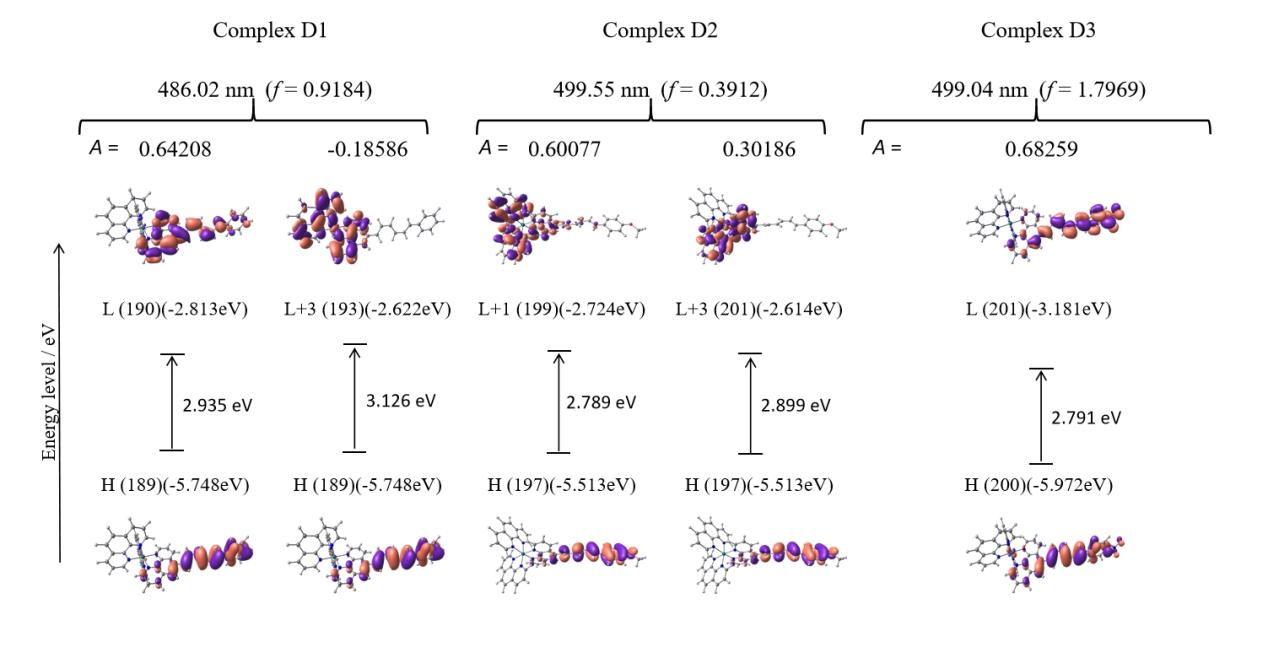 Complex D1 Complex D2 Complex D3
486.02 nm (f = 0.9184) 499.55 nm (f = 0.3912) 499.04 nm (f = 1.7969)
A = 0.64208 -0.18586 A = 0.60077 0.30186 A = 0.68259
L (190)(-2.813eV) L+3 (193)(-2.622eV) L+1 (199)(-2.724eV) L+3 (201)(-2.614eV) L (201)(-3.181eV)
Energy level / eV
2.935 eV 3.126 eV 2.789 eV 2.899 eV 2.791 eV
H (189)(-5.748eV) H (189)(-5.748eV) H (197)(-5.513eV) H (197)(-5.513eV) H (200)(-5.972eV)